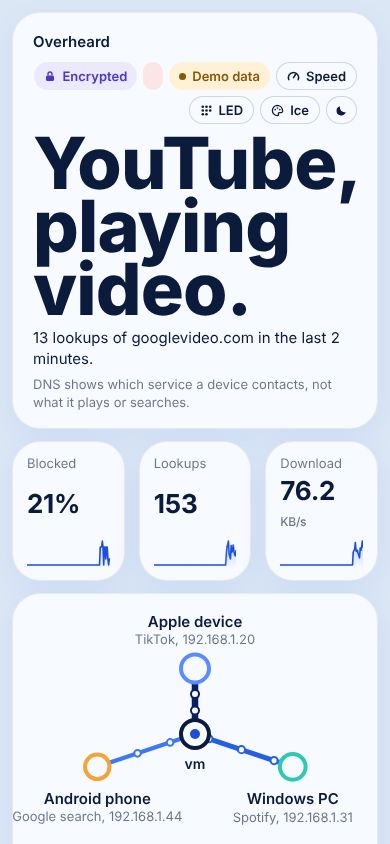 Overheard
Encrypted
Demo data
Speed
LED
Ice
YouTube,
playing
video.
13 lookups of googlevideo.com in the last 2
minutes.
DNS shows which service a device contacts, not
what it plays or searches.
Blocked
21%
Lookups
153
Download
76.2
KB/s
Apple device
TikTok, 192.168.1.20
vm
Android phone
Google search, 192.168.1.44
Windows PC
Spotify, 192.168.1.31